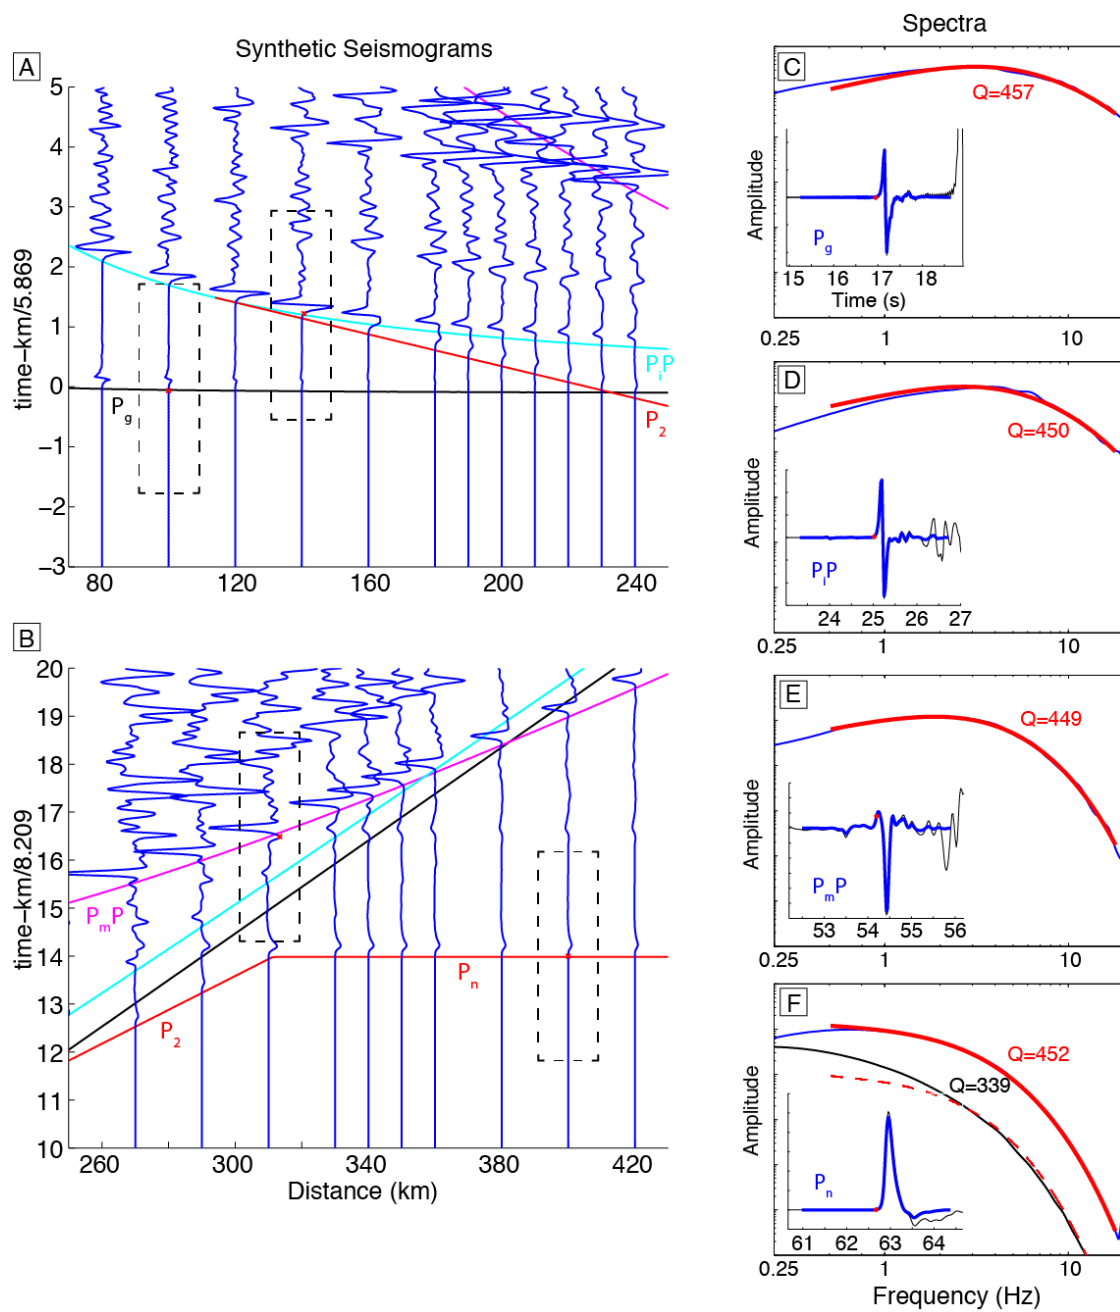 Synthetic Seismograms
A
5
4
3
2
1
0
−1
−2
−3
time−km/5.869
80
120
160
200
240
PiP
Pg
P2
B
20
19
18
17
16
15
14
13
12
11
10
time−km/8.209
260
300
340
380
420
Distance (km)
PmP
P2
Pn
Spectra
C
Q=457
Amplitude
Pg
15
16
17
18
Time (s)
0.25
1
10
D
Q=450
Amplitude
PiP
24
25
26
27
0.25
1
10
E
Q=449
Amplitude
PmP
53
54
55
56
0.25
1
10
F
Q=452
Q=339
Amplitude
Pn
61
62
63
64
0.25
1
10
Frequency (Hz)